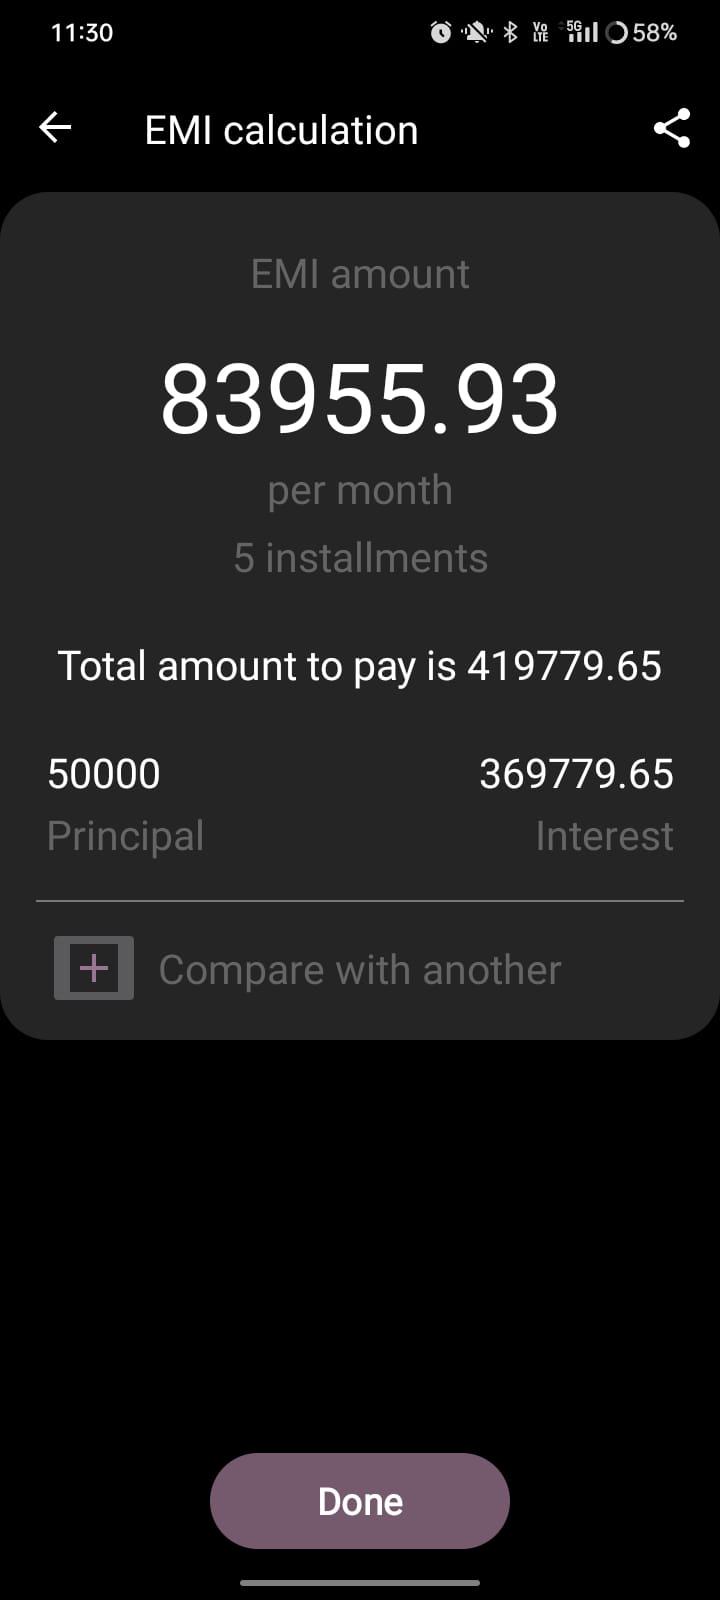 11:30
Vo LTE 5G 58%
EMI calculation
EMI amount
83955.93
per month
5 installments
Total amount to pay is 419779.65
50000 369779.65
Principal Interest
+ Compare with another
Done